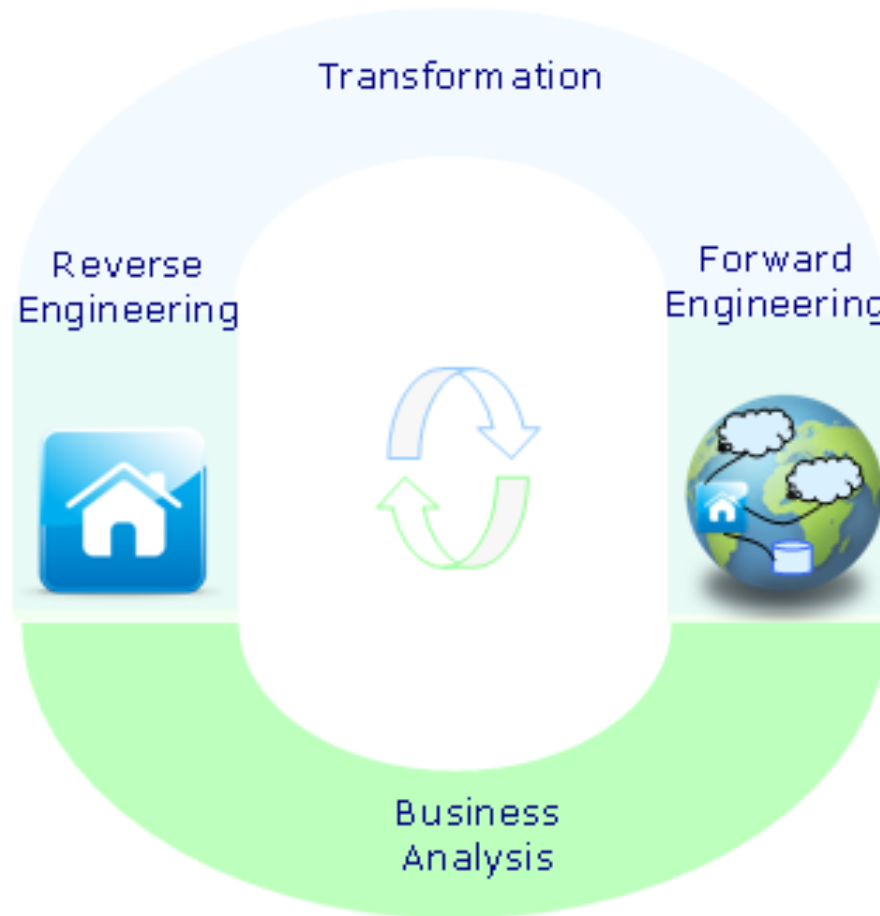 Transformation
Reverse
Engineering
Forward
Engineering
Business
Analysis